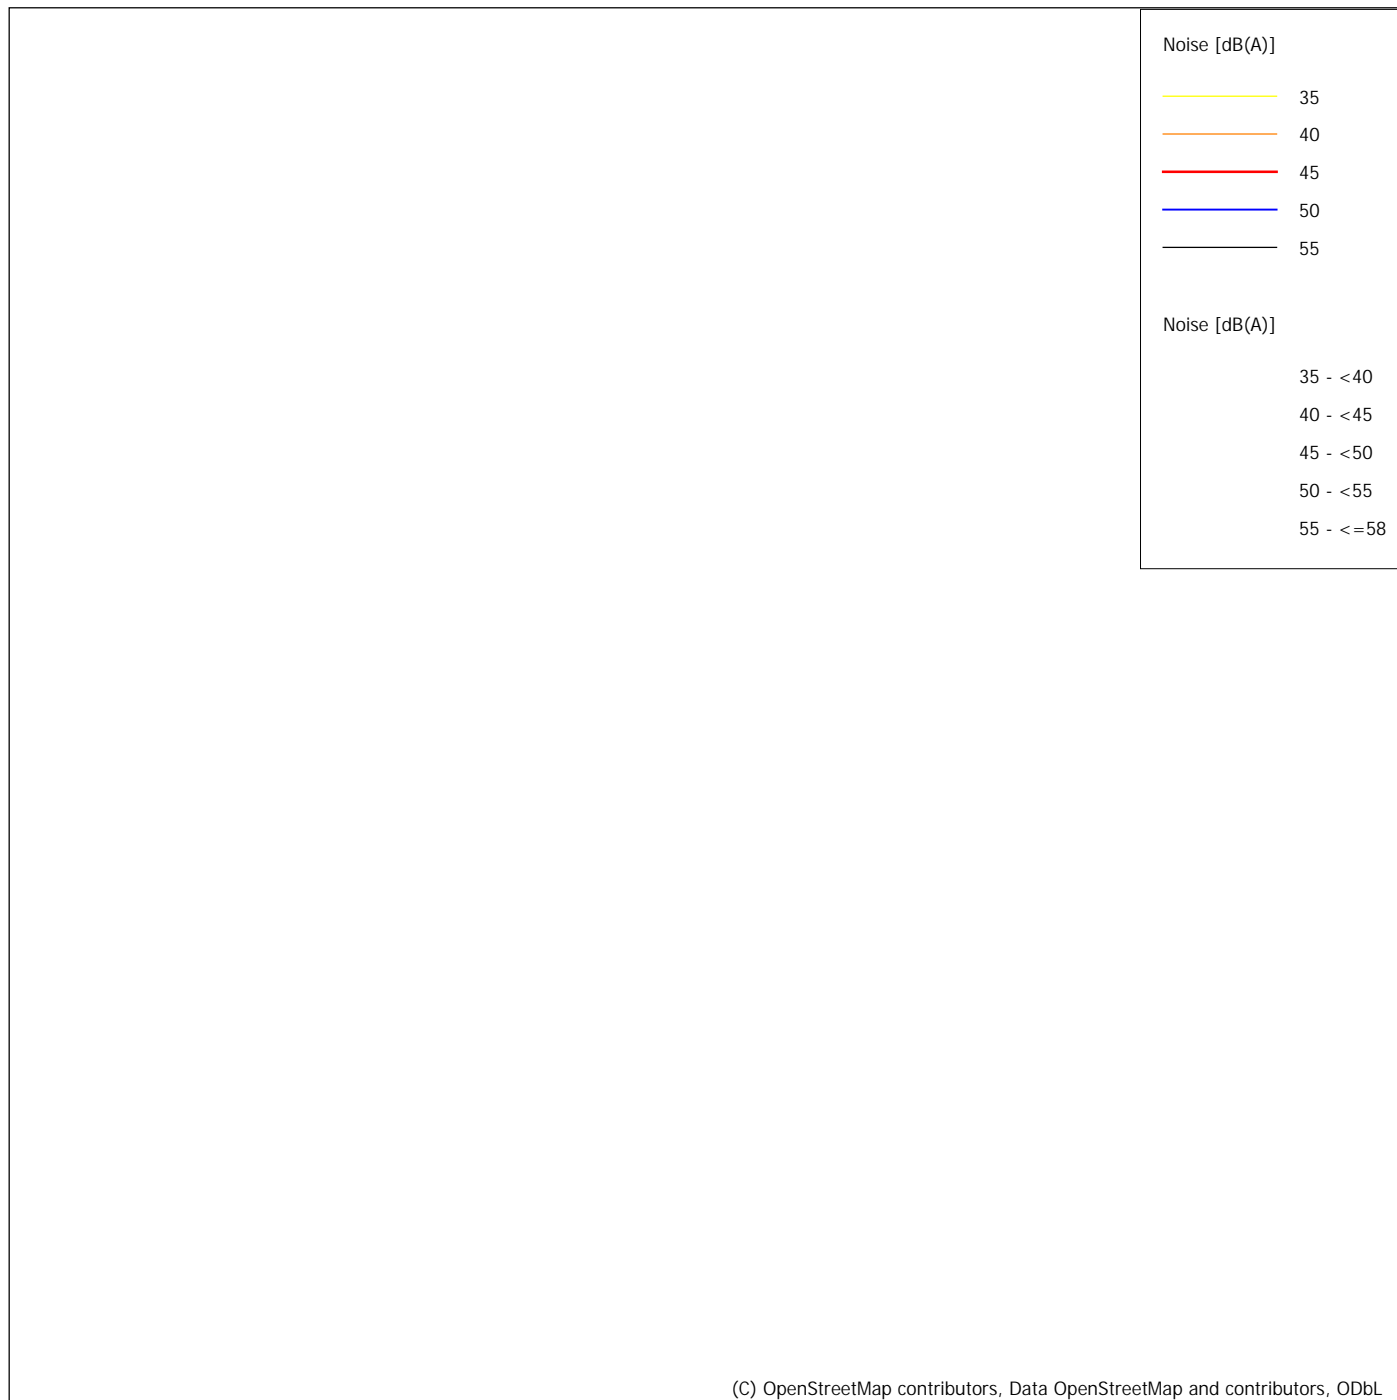 Noise [dB(A)]
35
40
45
50
55
Noise [dB(A)]
35 - <40
40 - <45
45 - <50
50 - <55
55 - <=58
(C) OpenStreetMap contributors, Data OpenStreetMap and contributors, ODbL